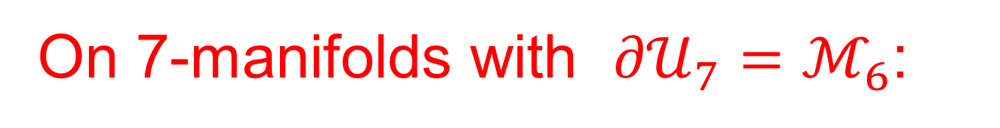 On 7-manifolds with ∂𝒰₇ = ℳ₆: